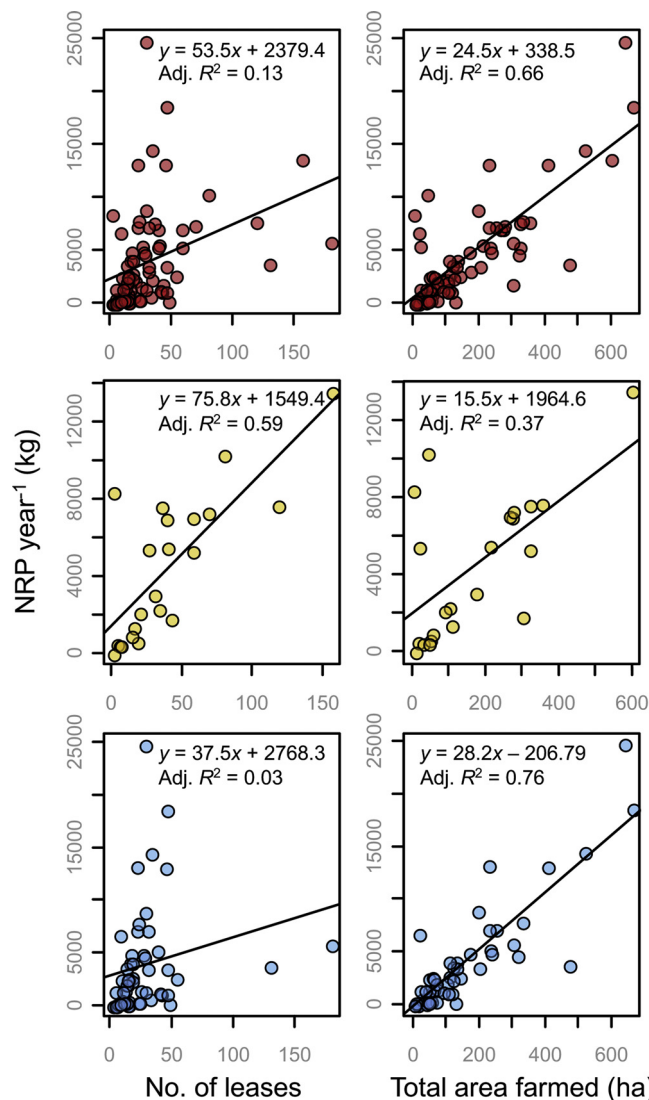 NRP year⁻¹ (kg)
y = 53.5x + 2379.4
Adj. R² = 0.13
25000
15000
5000
0
0 50 100 150
y = 24.5x + 338.5
Adj. R² = 0.66
25000
15000
5000
0
0 200 400 600
y = 75.8x + 1549.4
Adj. R² = 0.59
12000
8000
4000
0
0 50 100 150
y = 15.5x + 1964.6
Adj. R² = 0.37
12000
8000
4000
0
0 100 200 300 400 500 600
y = 37.5x + 2768.3
Adj. R² = 0.03
25000
15000
5000
0
0 50 100 150
y = 28.2x – 206.79
Adj. R² = 0.76
25000
15000
5000
0
0 200 400 600
No. of leases
Total area farmed (ha)